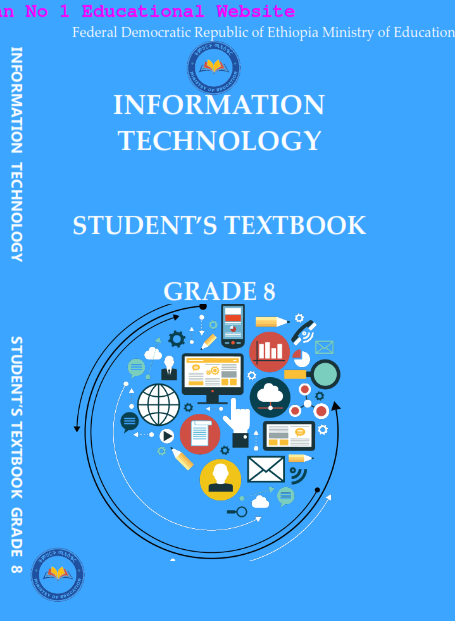 an No 1 Educational Website
Federal Democratic Republic of Ethiopia Ministry of Education
INFORMATION
TECHNOLOGY
STUDENT'S TEXTBOOK
GRADE 8
INFORMATION TECHNOLOGY
STUDENT'S TEXTBOOK GRADE 8